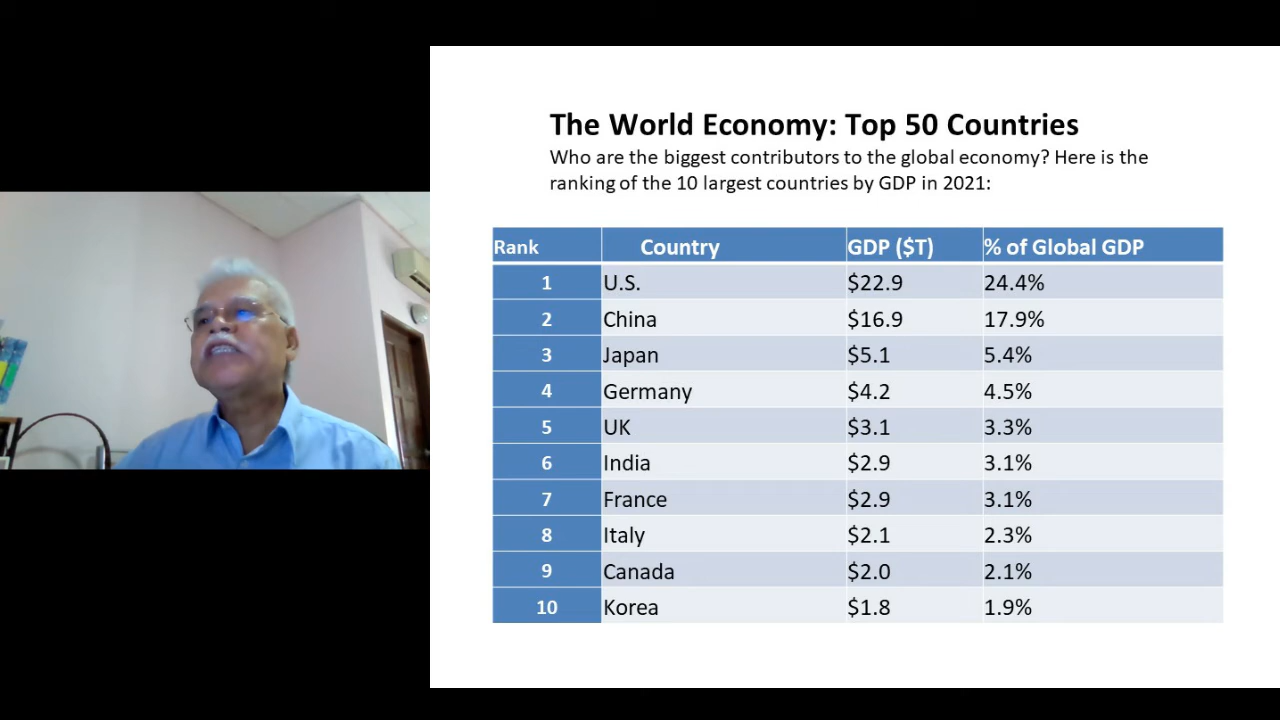 The World Economy: Top 50 Countries
Who are the biggest contributors to the global economy? Here is the
ranking of the 10 largest countries by GDP in 2021:
Rank Country GDP ($T) % of Global GDP
1 U.S. $22.9 24.4%
2 China $16.9 17.9%
3 Japan $5.1 5.4%
4 Germany $4.2 4.5%
5 UK $3.1 3.3%
6 India $2.9 3.1%
7 France $2.9 3.1%
8 Italy $2.1 2.3%
9 Canada $2.0 2.1%
10 Korea $1.8 1.9%